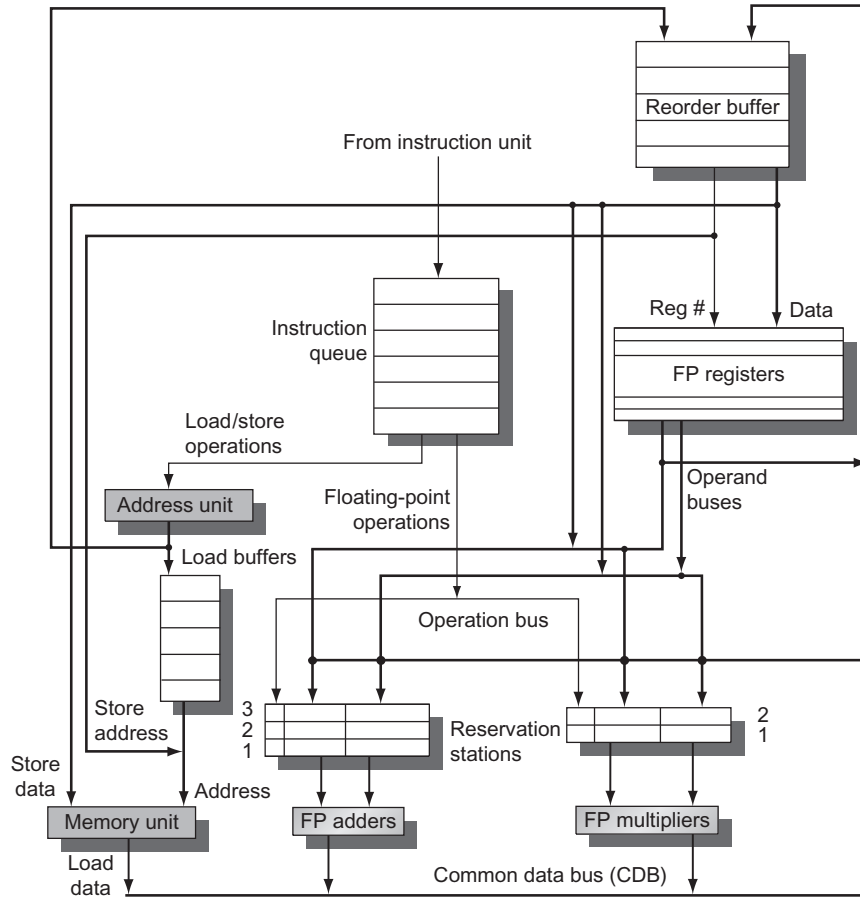 Reorder buffer
From instruction unit
Reg #
Data
Instruction
queue
FP registers
Load/store
operations
Operand
buses
Address unit
Floating-point
operations
Load buffers
Operation bus
Store
address
3
2
1
Reservation
stations
2
1
Store
data
Address
Memory unit
FP adders
FP multipliers
Load
data
Common data bus (CDB)